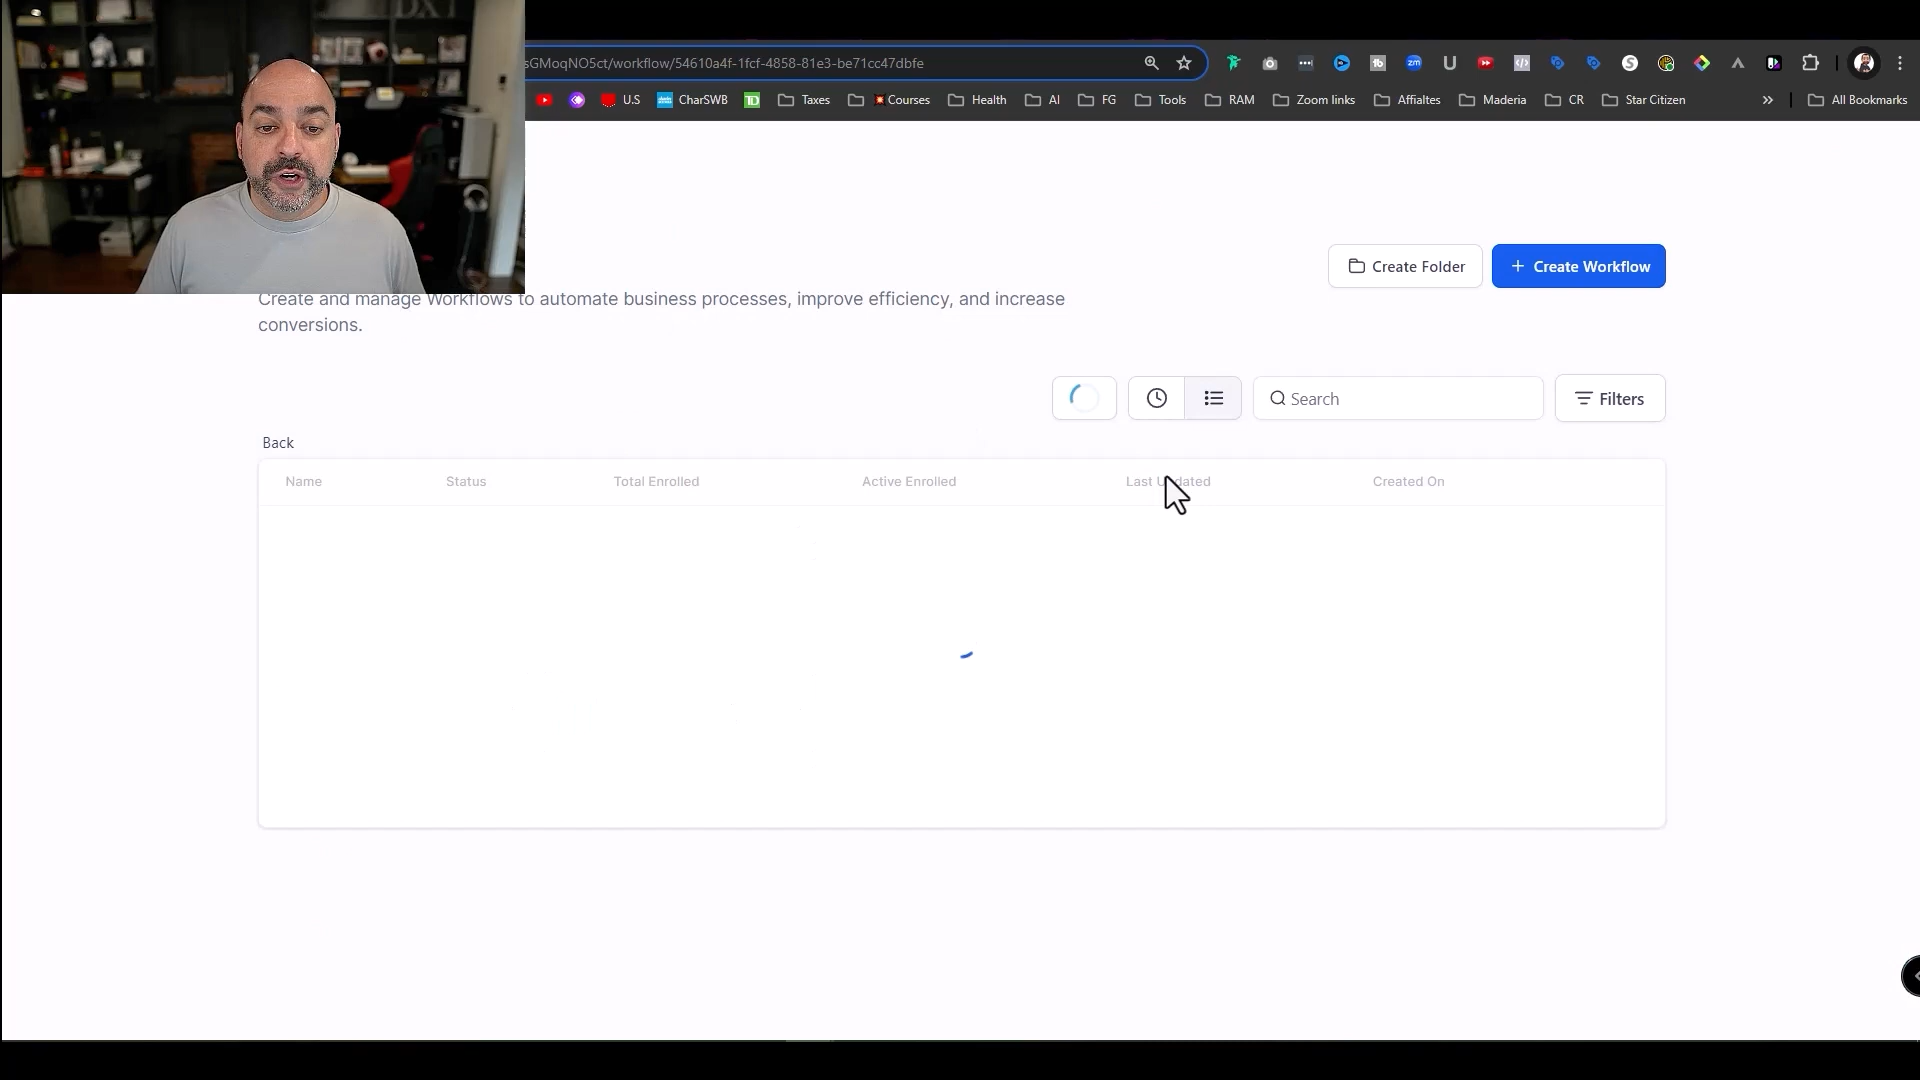 sGMoqNO5ct/workflow/54610a4f-1fcf-4858-81e3-be71cc47dbfe
U.S CharSWB Taxes Courses Health AI FG Tools RAM Zoom links Affialtes Maderia CR Star Citizen » All Bookmarks
Create Folder
+ Create Workflow
Create and manage Workflows to automate business processes, improve efficiency, and increase
conversions.
Search
Filters
Back
Name Status Total Enrolled Active Enrolled Last Updated Created On